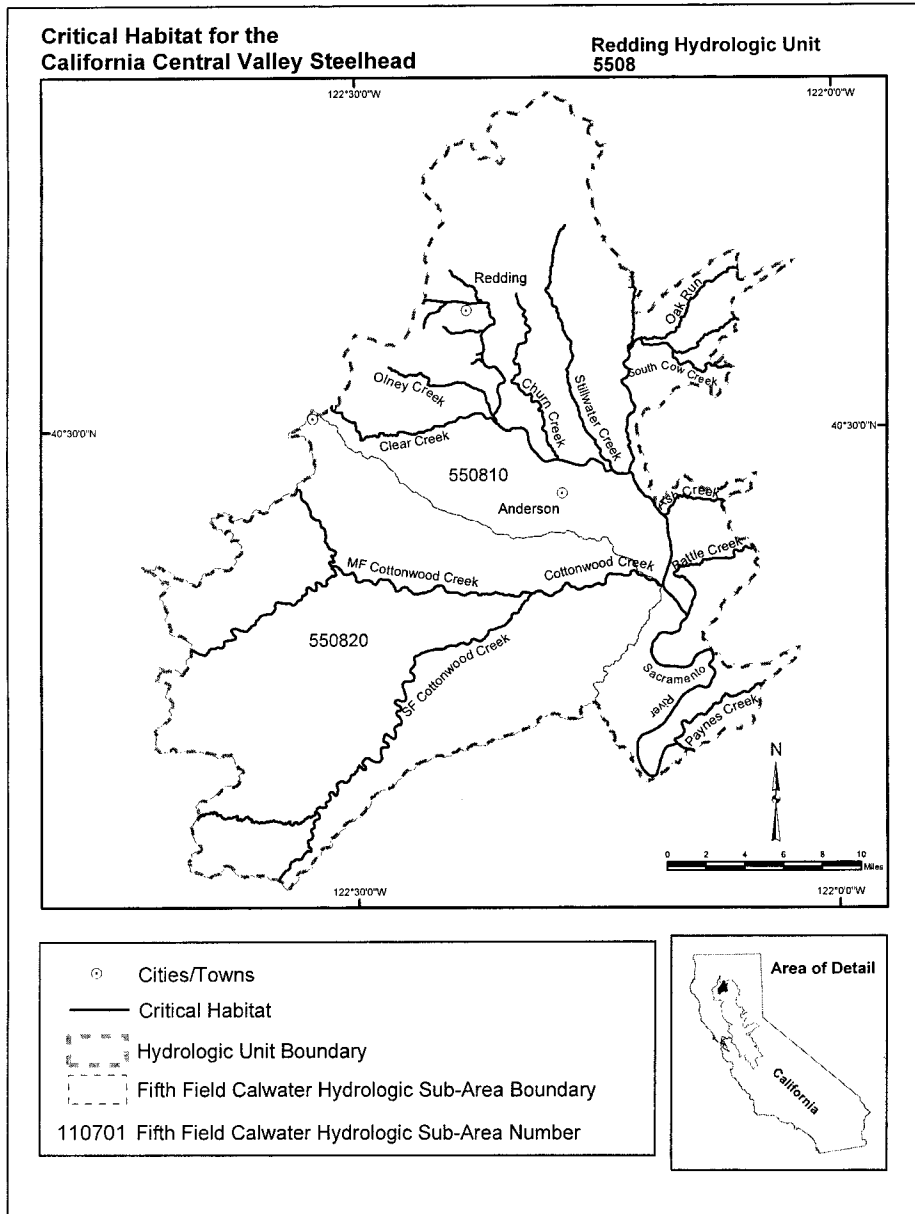 Critical Habitat for the
California Central Valley Steelhead
Redding Hydrologic Unit
5508
122°30'0"W
122°0'0"W
Redding
Oak Run
South Cow Creek
Olney Creek
Churn Creek
Stillwater Creek
40°30'0"N
40°30'0"N
Clear Creek
550810
Ash Creek
Anderson
Battle Creek
MF Cottonwood Creek
Cottonwood Creek
550820
SF Cottonwood Creek
Sacramento
River
Paynes Creek
N
0 2 4 6 8 10
Miles
122°30'0"W
122°0'0"W
Cities/Towns
Critical Habitat
Hydrologic Unit Boundary
Fifth Field Calwater Hydrologic Sub-Area Boundary
110701 Fifth Field Calwater Hydrologic Sub-Area Number
Area of Detail
California